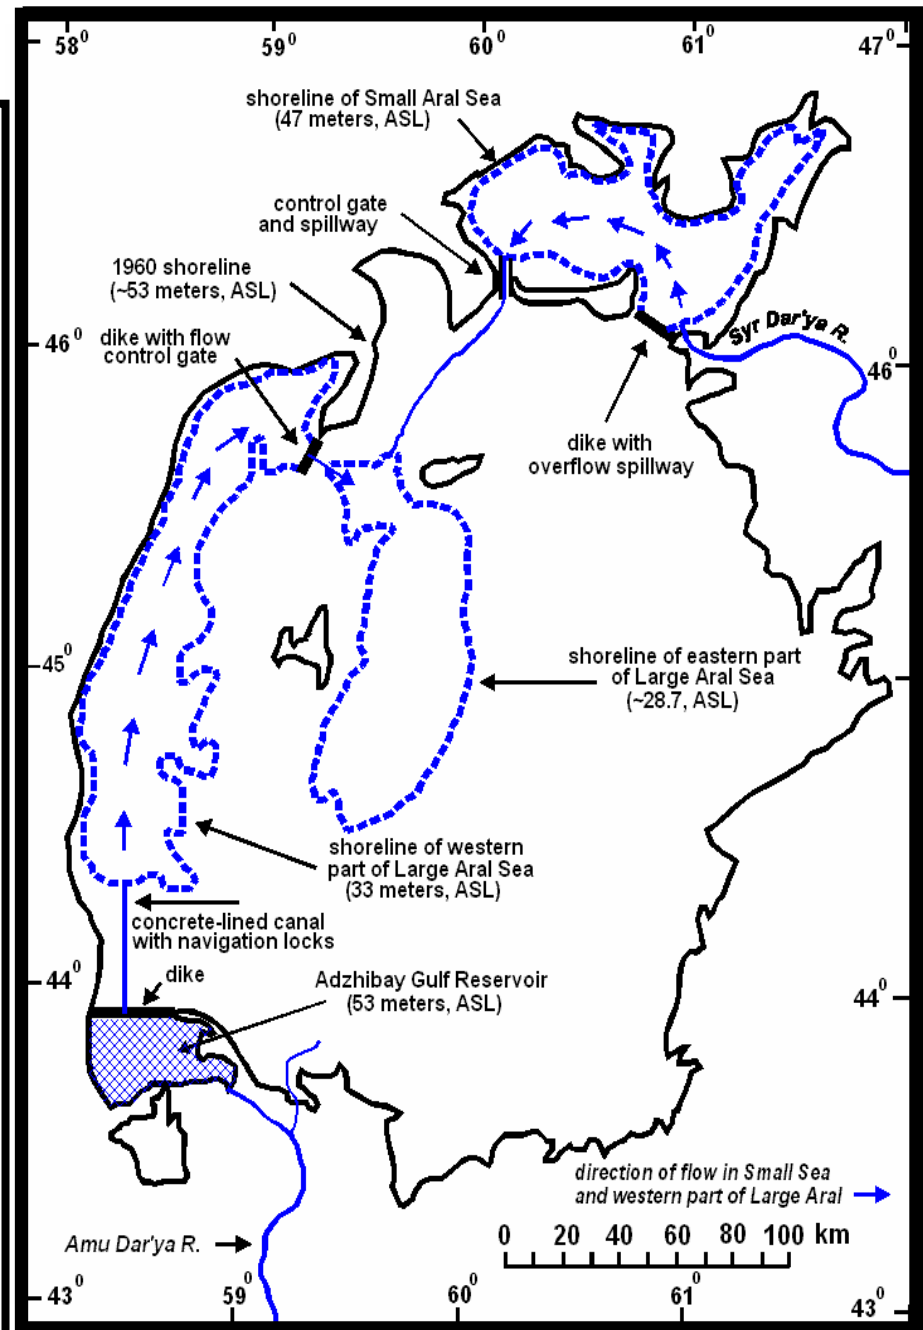 58⁰ 59⁰ 60⁰ 61⁰ 47⁰
shoreline of Small Aral Sea
(47 meters, ASL)
control gate
and spillway
1960 shoreline
(~53 meters, ASL)
dike with flow
control gate
46⁰
Syr Dar'ya R.
46⁰
dike with
overflow spillway
45⁰
shoreline of eastern part
of Large Aral Sea
(~28.7, ASL)
shoreline of western
part of Large Aral Sea
(33 meters, ASL)
concrete-lined canal
with navigation locks
44⁰
dike
Adzhibay Gulf Reservoir
(53 meters, ASL)
44⁰
direction of flow in Small Sea
and western part of Large Aral
Amu Dar'ya R.
0 20 40 60 80 100 km
43⁰ 59⁰ 60⁰ 61⁰ 43⁰